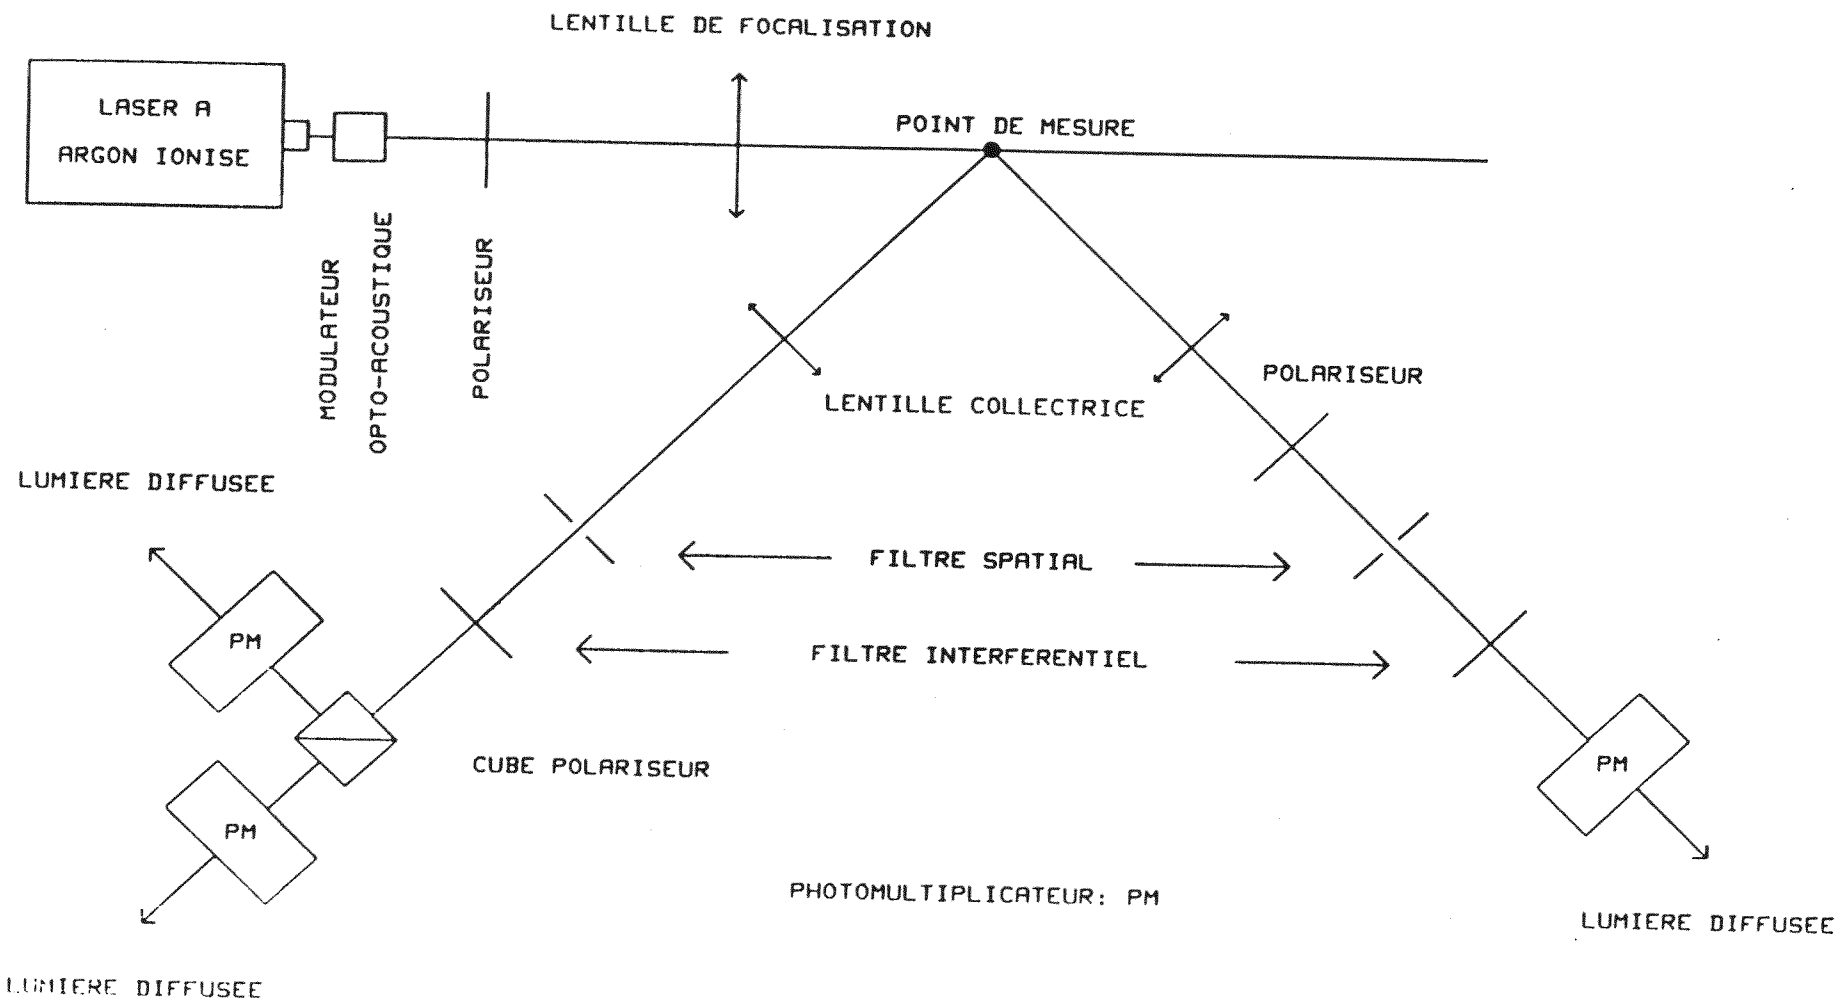 LENTILLE DE FOCALISATION
LASER A
ARGON IONISE
POINT DE MESURE
MODULATEUR
OPTO-ACOUSTIQUE
POLARISEUR
POLARISEUR
LENTILLE COLLECTRICE
LUMIERE DIFFUSEE
FILTRE SPATIAL
PM
FILTRE INTERFERENTIEL
CUBE POLARISEUR
PM
PM
PHOTOMULTIPLICATEUR: PM
LUMIERE DIFFUSEE
LUMIERE DIFFUSEE